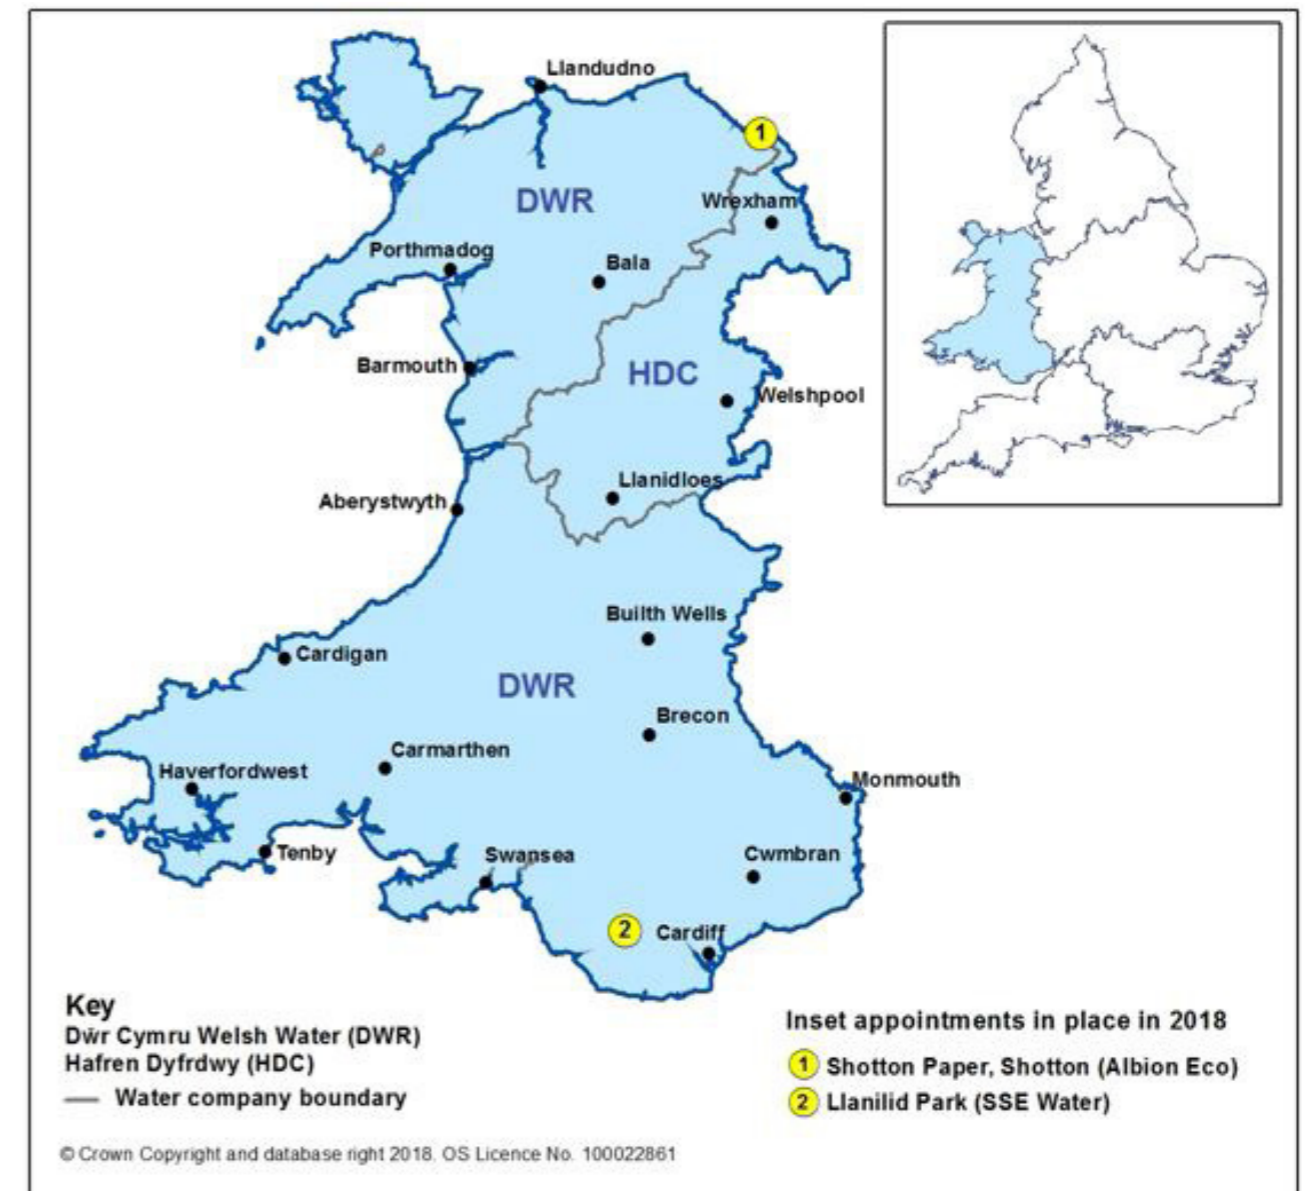 Llandudno
1
DWR
Wrexham
Porthmadog
Bala
Barmouth
HDC
Welshpool
Llanidloes
Aberystwyth
Builth Wells
Cardigan
DWR
Brecon
Carmarthen
Haverfordwest
Monmouth
Tenby
Swansea
Cwmbran
2
Cardiff
Key
Dŵr Cymru Welsh Water (DWR)
Hafren Dyfrdwy (HDC)
Water company boundary
Inset appointments in place in 2018
1 Shotton Paper, Shotton (Albion Eco)
2 Llanilid Park (SSE Water)
© Crown Copyright and database right 2018. OS Licence No. 100022861